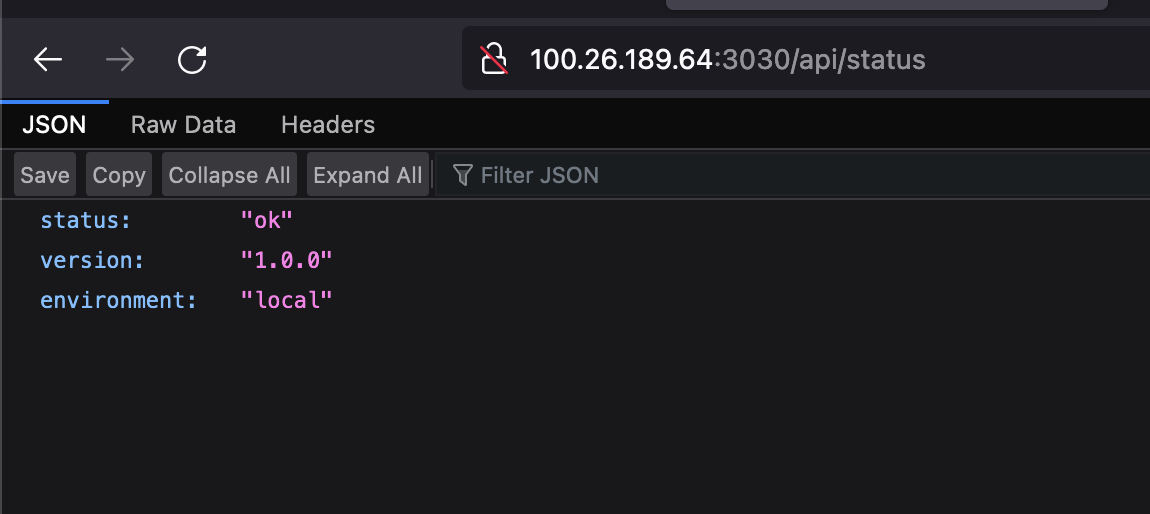 100.26.189.64:3030/api/status
JSON Raw Data Headers
Save Copy Collapse All Expand All Filter JSON
status: "ok"
version: "1.0.0"
environment: "local"